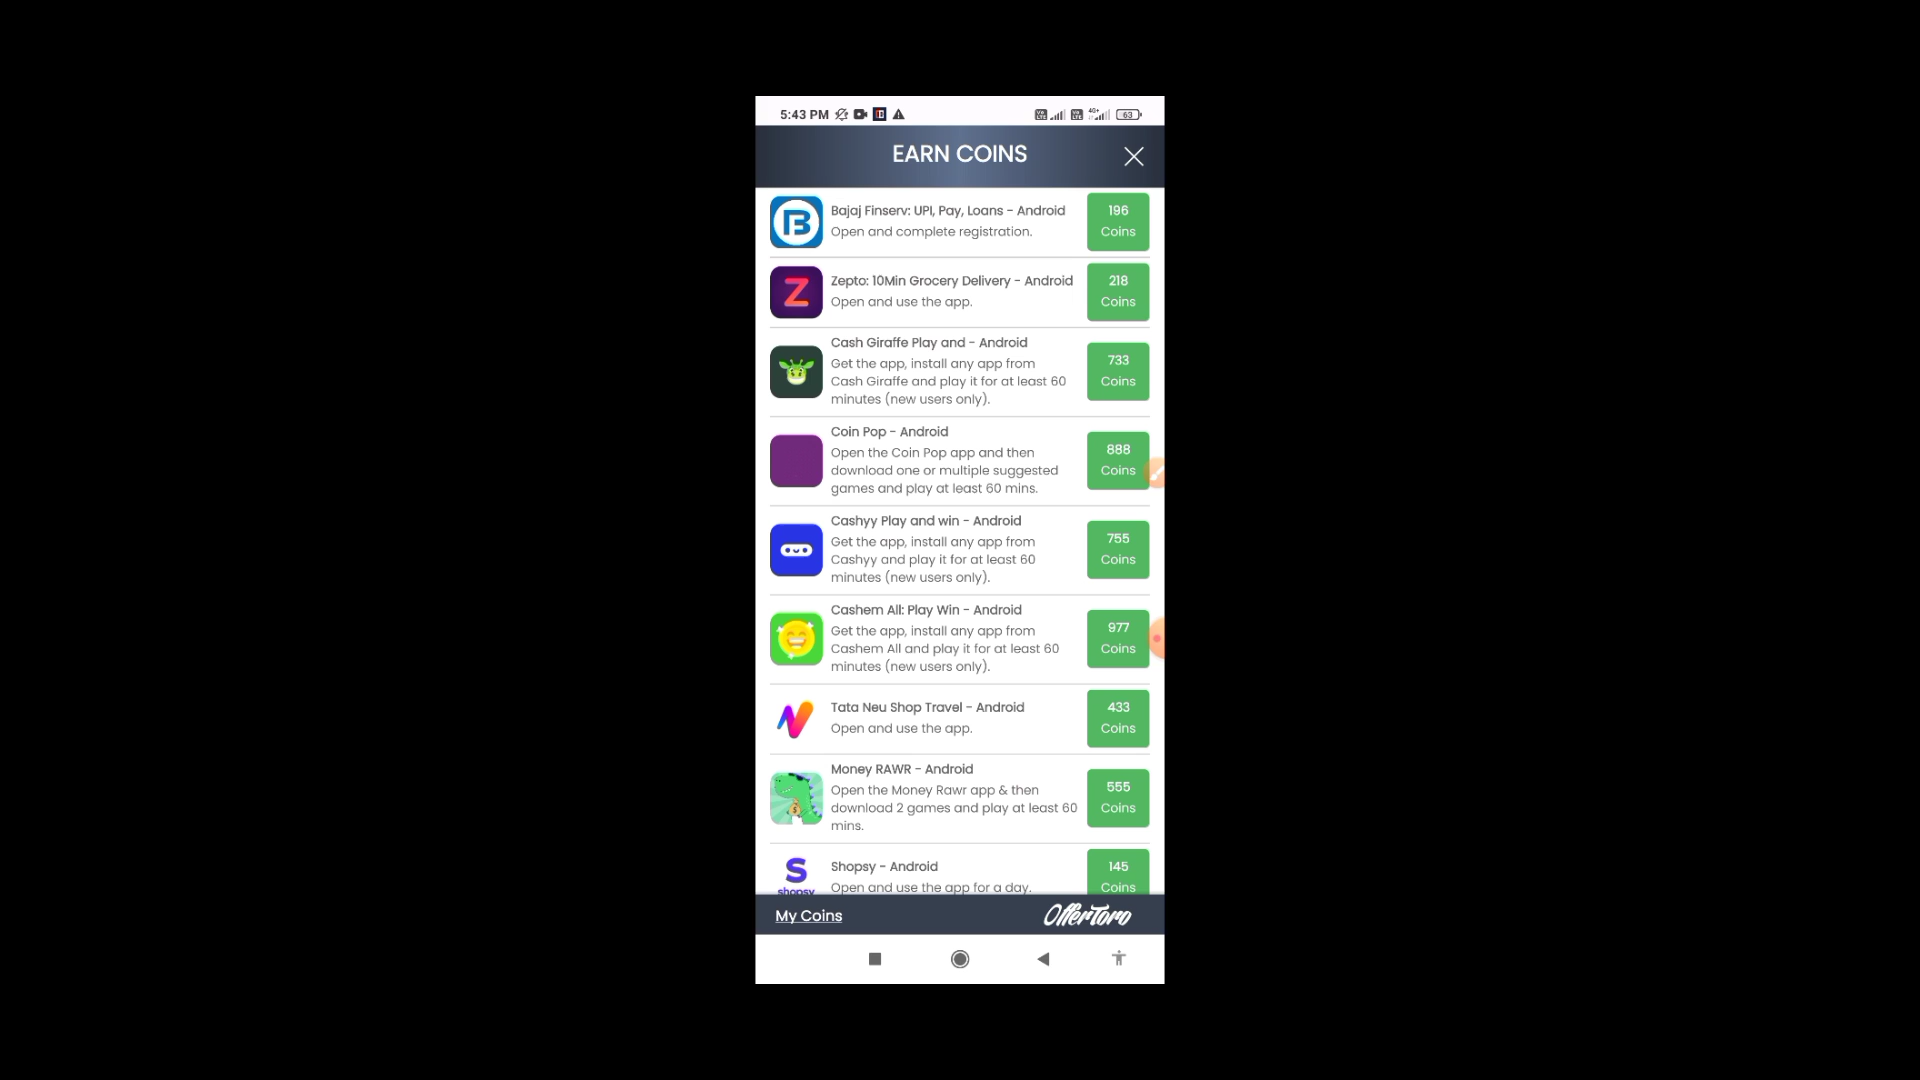 5:43 PM
4G+
63
EARN COINS
Bajaj Finserv: UPI, Pay, Loans - Android
Open and complete registration.
196
Coins
Zepto: 10Min Grocery Delivery - Android
Open and use the app.
218
Coins
Cash Giraffe Play and - Android
Get the app, install any app from
Cash Giraffe and play it for at least 60
minutes (new users only).
733
Coins
Coin Pop - Android
Open the Coin Pop app and then
download one or multiple suggested
games and play at least 60 mins.
888
Coins
Cashyy Play and win - Android
Get the app, install any app from
Cashyy and play it for at least 60
minutes (new users only).
755
Coins
Cashem All: Play Win - Android
Get the app, install any app from
Cashem All and play it for at least 60
minutes (new users only).
977
Coins
Tata Neu Shop Travel - Android
Open and use the app.
433
Coins
Money RAWR - Android
Open the Money Rawr app & then
download 2 games and play at least 60
mins.
555
Coins
S
shopsy
Shopsy - Android
Open and use the app for a day.
145
Coins
My Coins
OfferToro